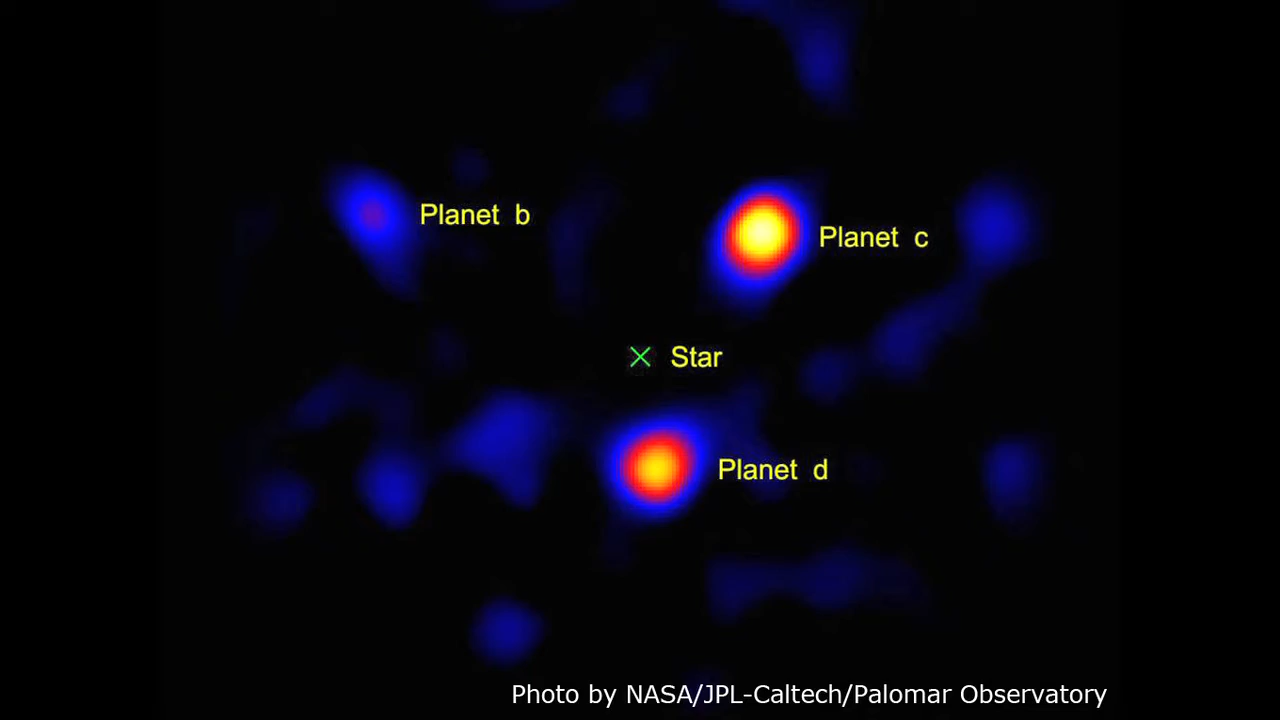 Planet b
Planet c
Star
Planet d
Photo by NASA/JPL-Caltech/Palomar Observatory